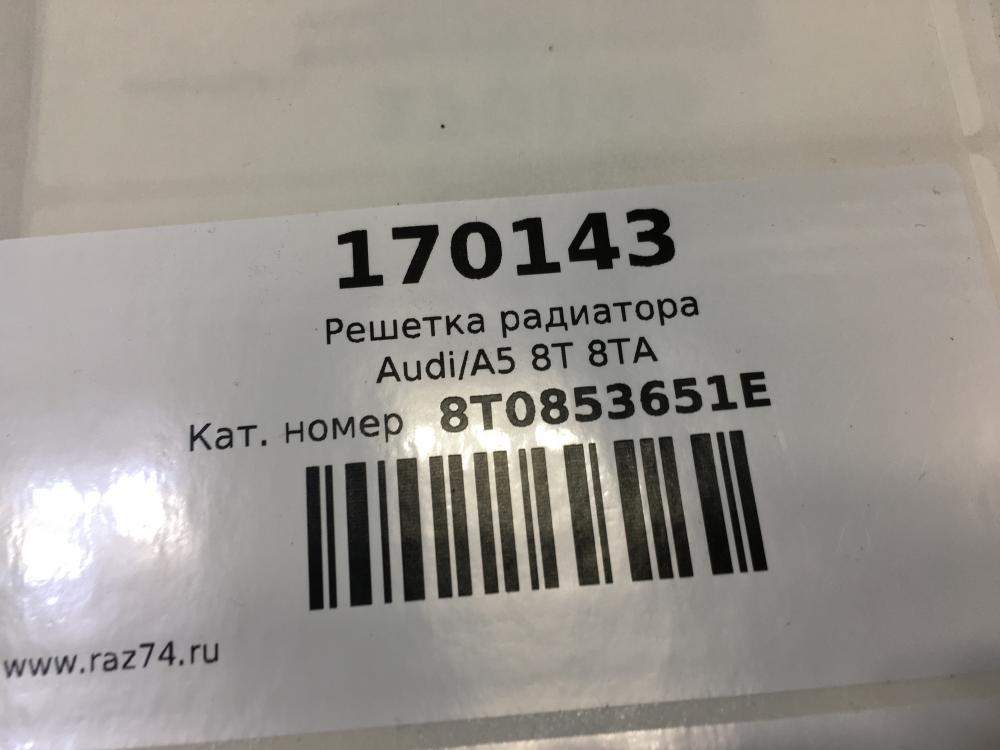 170143
Решетка радиатора
Audi/A5 8T 8TA
Кат. номер 8T0853651E
www.raz74.ru